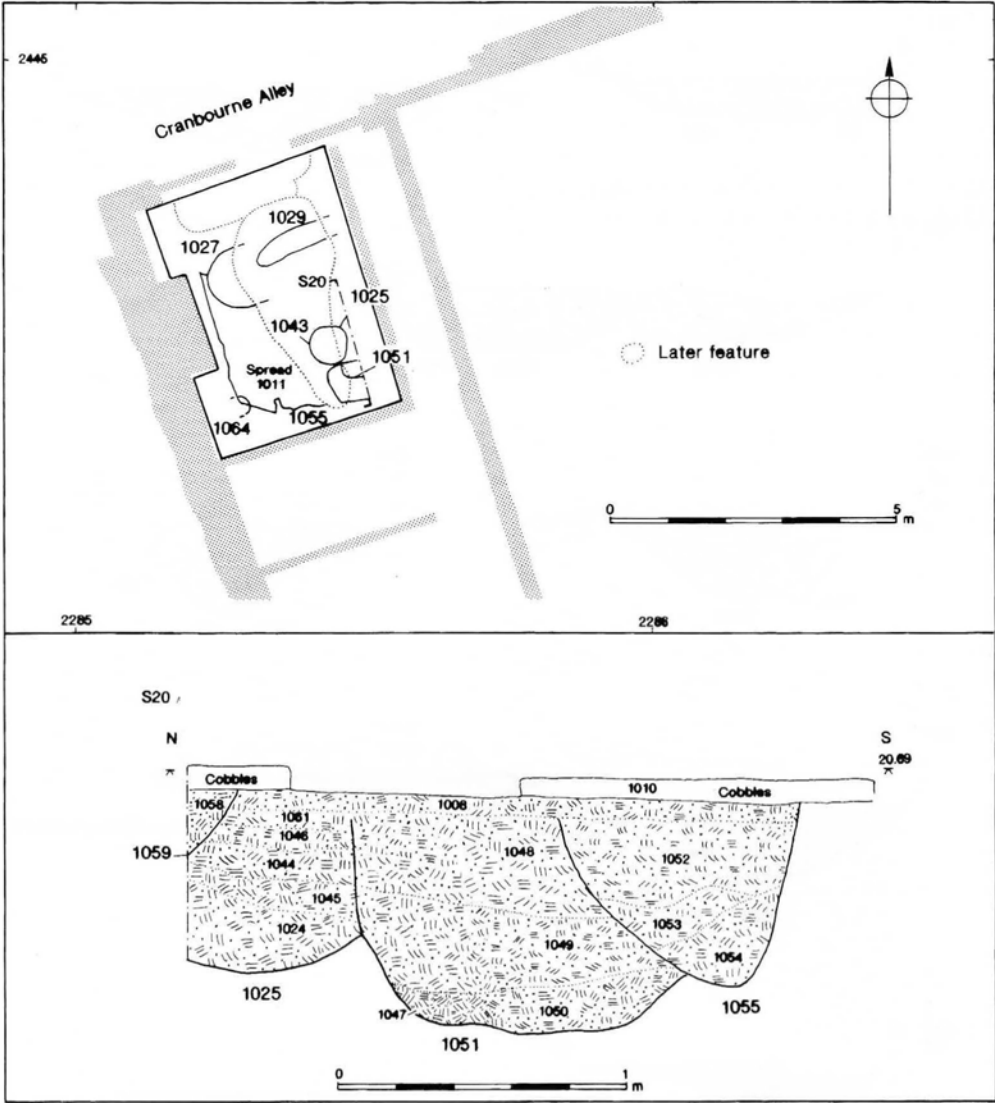 2445
Cranbourne Alley
1029
1027
S20
1025
1043
1051
Later feature
Spread
1011
1055
1064
0 5
m
2285 2286
S20
N S
20.69
Cobbles 1010 Cobbles
1058 1008
1061
1046
1059 1044 1048 1052
1045
1024 1053
1049
1054
1025 1047 1050 1055
1051
0 1
m